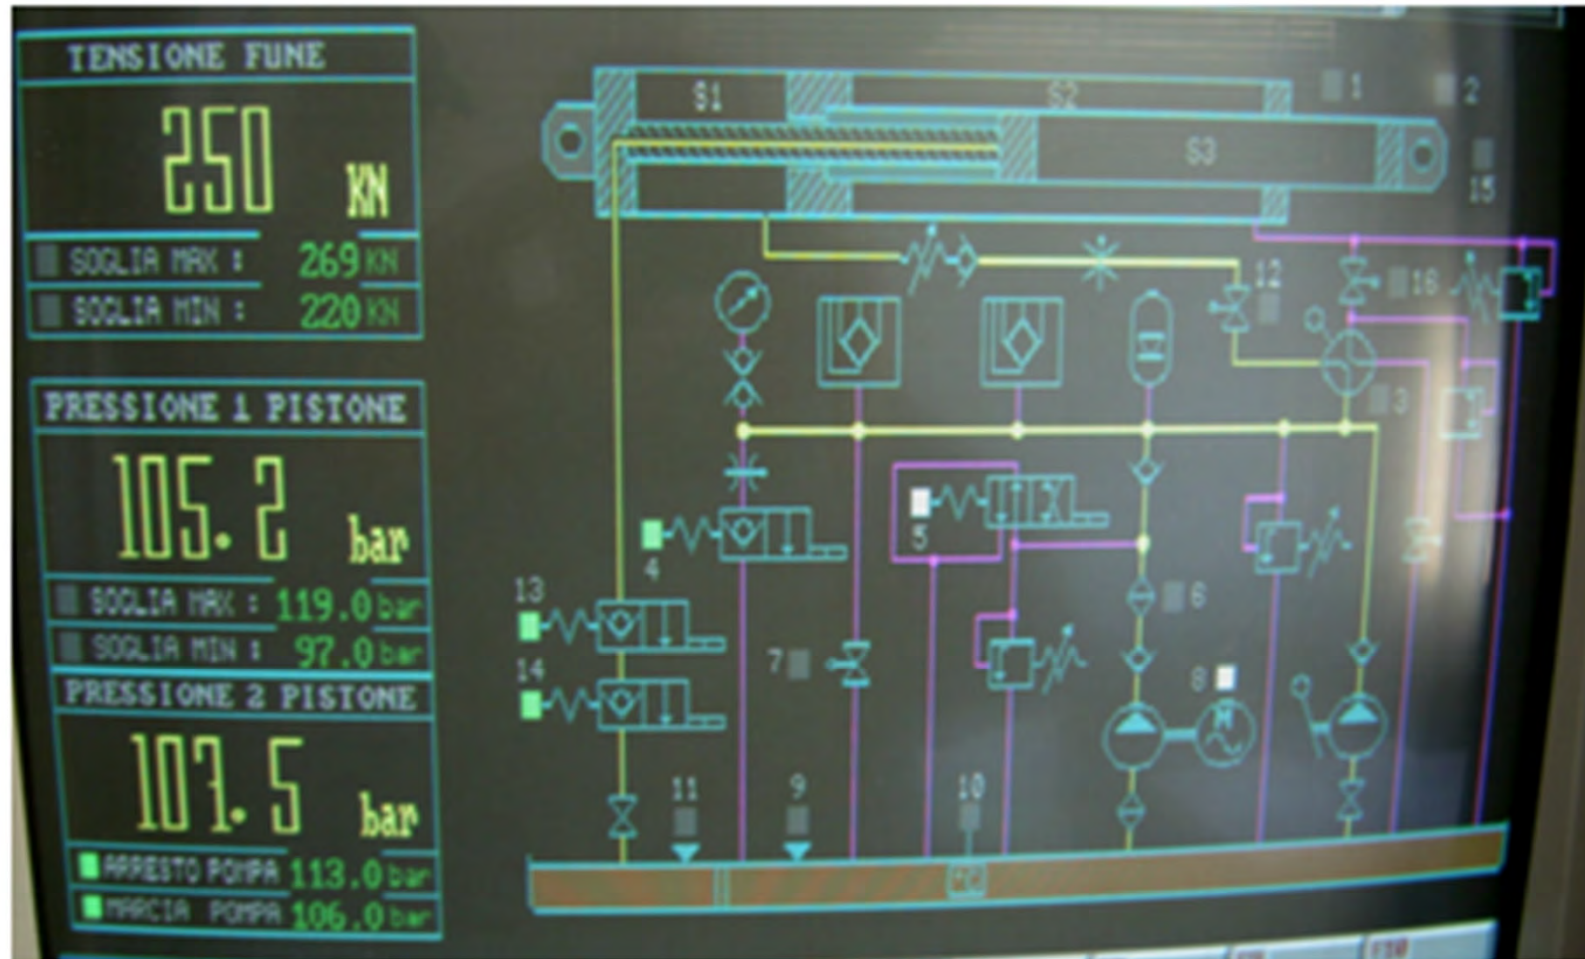 TENSIONE FUNE
250 KN
SOGLIA MAX : 269 KN
SOGLIA MIN : 220 KN
PRESSIONE 1 PISTONE
105.2 bar
SOGLIA MAX : 119.0 bar
SOGLIA MIN : 97.0 bar
PRESSIONE 2 PISTONE
107.5 bar
ARRESTO POMPA 113.0 bar
MARCIA POMPA 106.0 bar
S1
S2
S3
1
2
15
12
16
3
5
4
13
6
14
7
8
M
11
9
10
F10